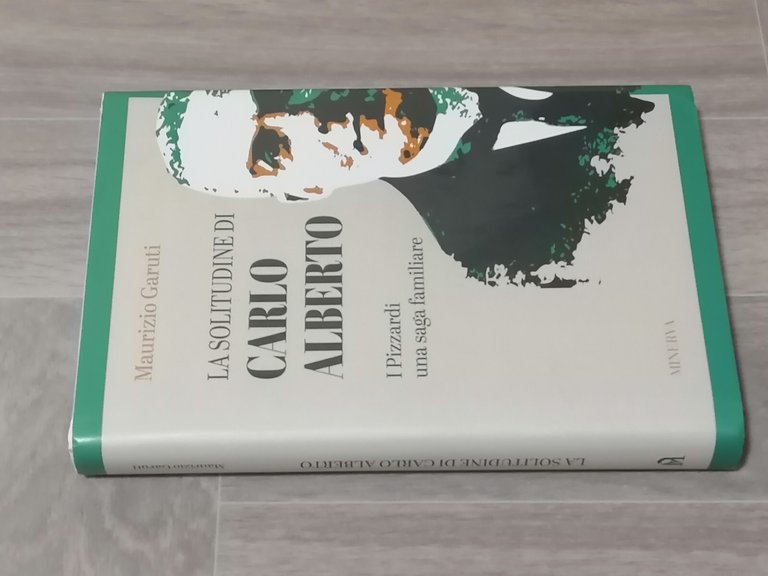 Maurizio Garuti
LA SOLITUDINE DI
CARLO
ALBERTO
I Pizzardi
una saga familiare
MINERVA
Maurizio Garuti
LA SOLITUDINE DI CARLO ALBERTO